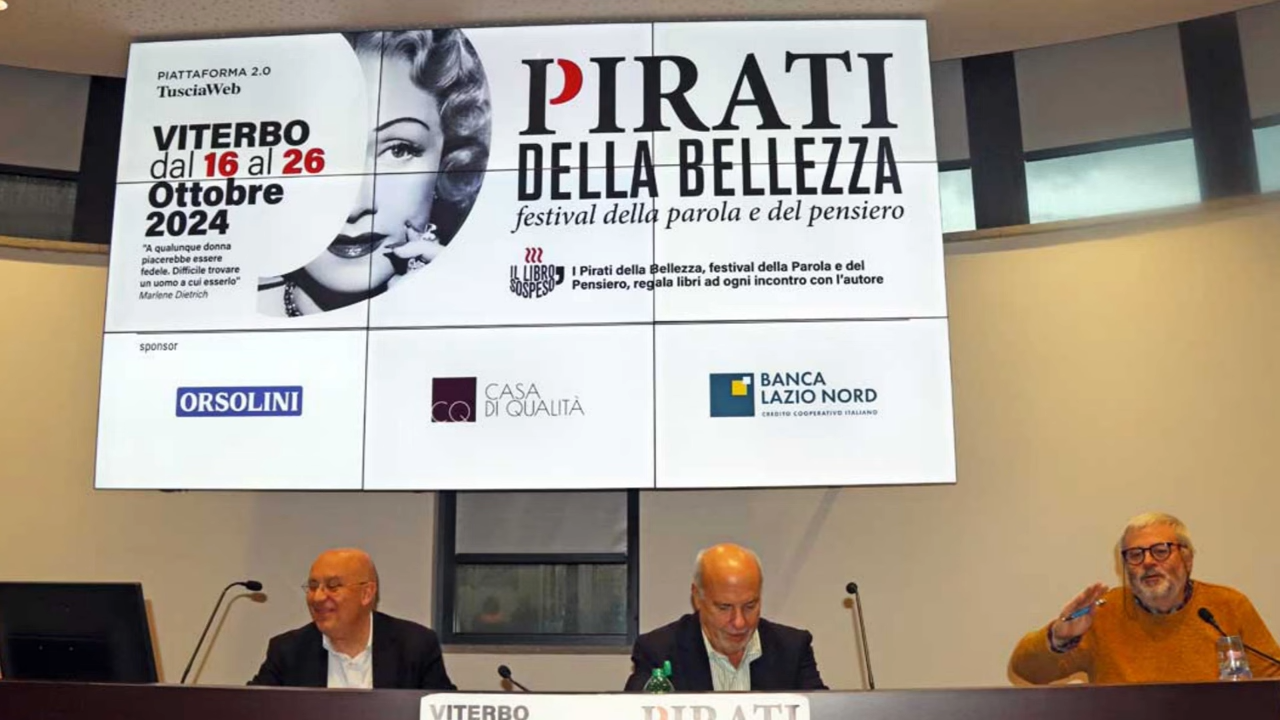 PIATTAFORMA 2.0
TusciaWeb
VITERBO
dal 16 al 26
Ottobre
2024
"A qualunque donna
piacerebbe essere
fedele. Difficile trovare
un uomo a cui esserlo"
Marlene Dietrich
PIRATI
DELLA BELLEZZA
festival della parola e del pensiero
IL LIBRO
SOSPESO
I Pirati della Bellezza, festival della Parola e del
Pensiero, regala libri ad ogni incontro con l'autore
sponsor
ORSOLINI
CQ
CASA
DI QUALITÀ
BANCA
LAZIO NORD
CREDITO COOPERATIVO ITALIANO
VITERBO
PIRATI